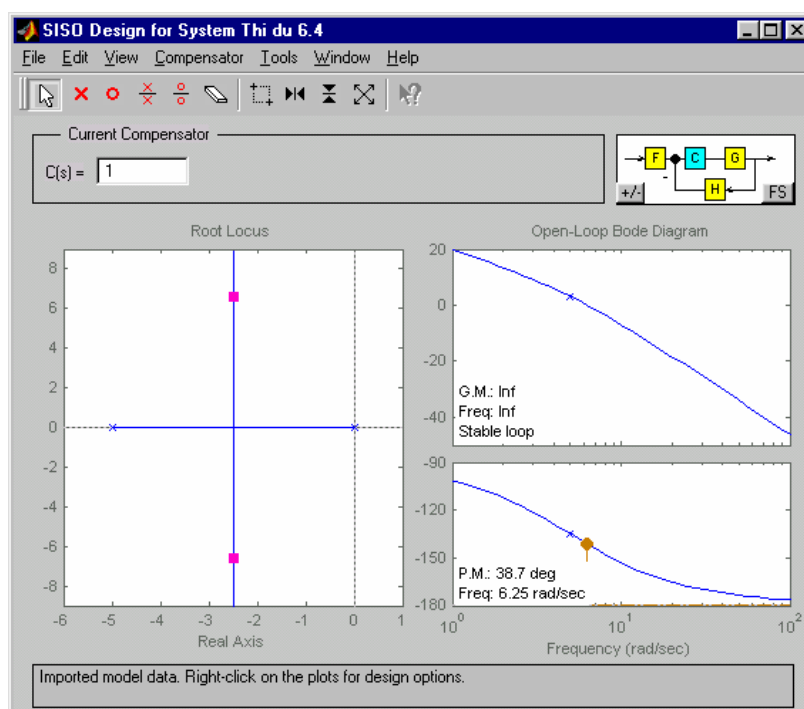 SISO Design for System Thi du 6.4
File Edit View Compensator Tools Window Help
Current Compensator
C(s) = 1
F C G
-
H
+/- FS
Root Locus
8
6
4
2
0
-2
-4
-6
-8
-6 -5 -4 -3 -2 -1 0 1
Real Axis
Open-Loop Bode Diagram
20
0
-20
-40
G.M.: Inf
Freq: Inf
Stable loop
-90
-120
-150
-180
P.M.: 38.7 deg
Freq: 6.25 rad/sec
10^0 10^1 10^2
Frequency (rad/sec)
Imported model data. Right-click on the plots for design options.